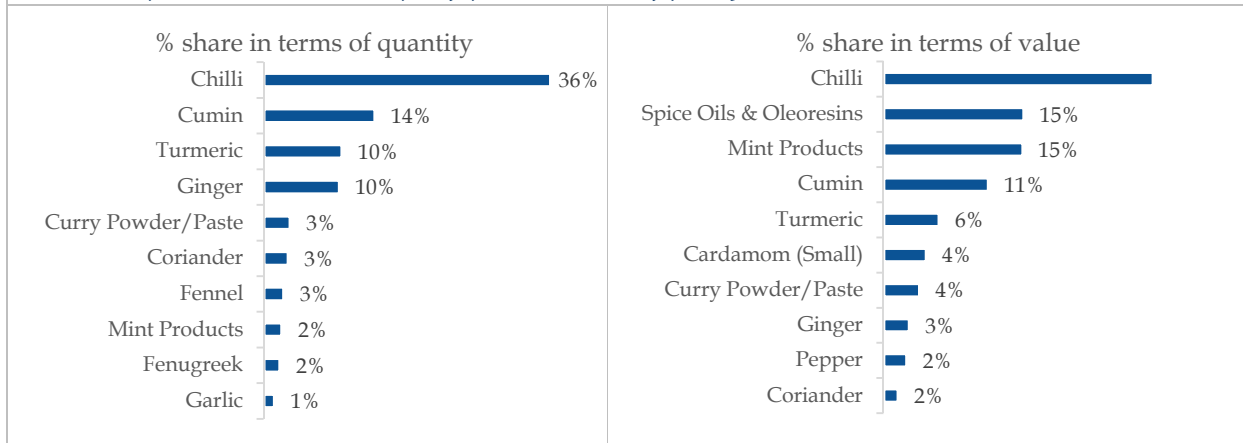 % share in terms of quantity
Chilli 36%
Cumin 14%
Turmeric 10%
Ginger 10%
Curry Powder/Paste 3%
Coriander 3%
Fennel 3%
Mint Products 2%
Fenugreek 2%
Garlic 1%
% share in terms of value
Chilli
Spice Oils & Oleoresins 15%
Mint Products 15%
Cumin 11%
Turmeric 6%
Cardamom (Small) 4%
Curry Powder/Paste 4%
Ginger 3%
Pepper 2%
Coriander 2%